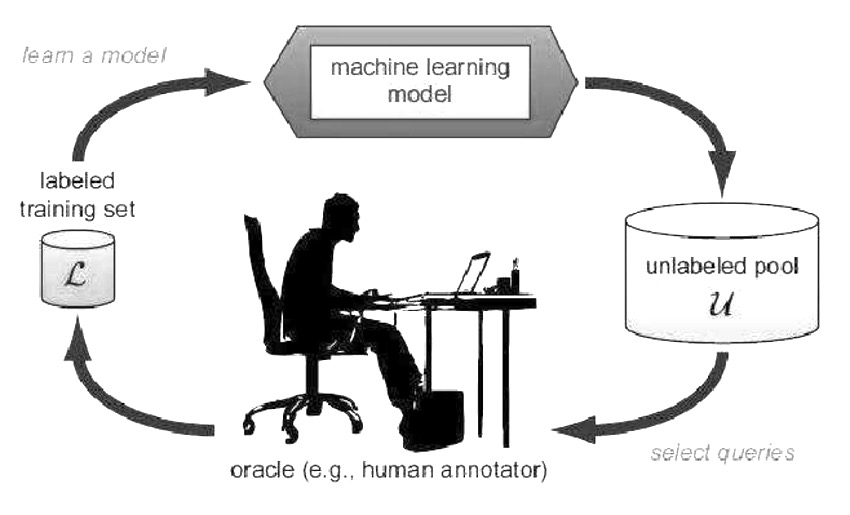 learn a model
machine learning
model
labeled
training set
ℒ
unlabeled pool
𝒰
select queries
oracle (e.g., human annotator)